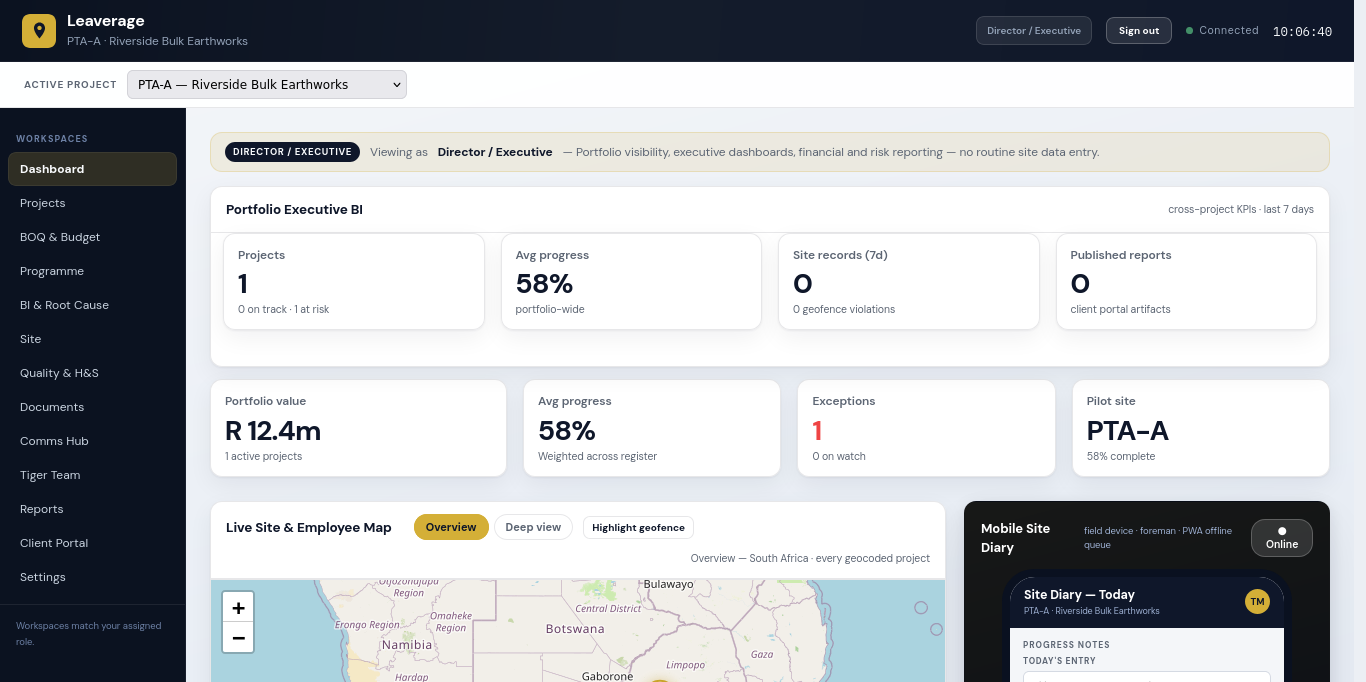 Leaverage
PTA-A · Riverside Bulk Earthworks
Director / Executive
Sign out
Connected
10:06:40
ACTIVE PROJECT
PTA-A — Riverside Bulk Earthworks
WORKSPACES
Dashboard
Projects
BOQ & Budget
Programme
BI & Root Cause
Site
Quality & H&S
Documents
Comms Hub
Tiger Team
Reports
Client Portal
Settings
Workspaces match your assigned
role.
DIRECTOR / EXECUTIVE Viewing as Director / Executive — Portfolio visibility, executive dashboards, financial and risk reporting — no routine site data entry.
Portfolio Executive BI
cross-project KPIs · last 7 days
Projects
1
0 on track · 1 at risk
Avg progress
58%
portfolio-wide
Site records (7d)
0
0 geofence violations
Published reports
0
client portal artifacts
Portfolio value
R 12.4m
1 active projects
Avg progress
58%
Weighted across register
Exceptions
1
0 on watch
Pilot site
PTA-A
58% complete
Live Site & Employee Map
Overview
Deep view
Highlight geofence
Overview — South Africa · every geocoded project
+
−
Otjozondjupa
Region
Omaheke
Region
Erongo Region
Namibia
Hardap
Bulawayo
Central District
Botswana
Gaborone
Limpopo
Gaza
Mobile Site
Diary
field device · foreman · PWA offline
queue
Online
Site Diary — Today
PTA-A · Riverside Bulk Earthworks
TM
PROGRESS NOTES
TODAY'S ENTRY